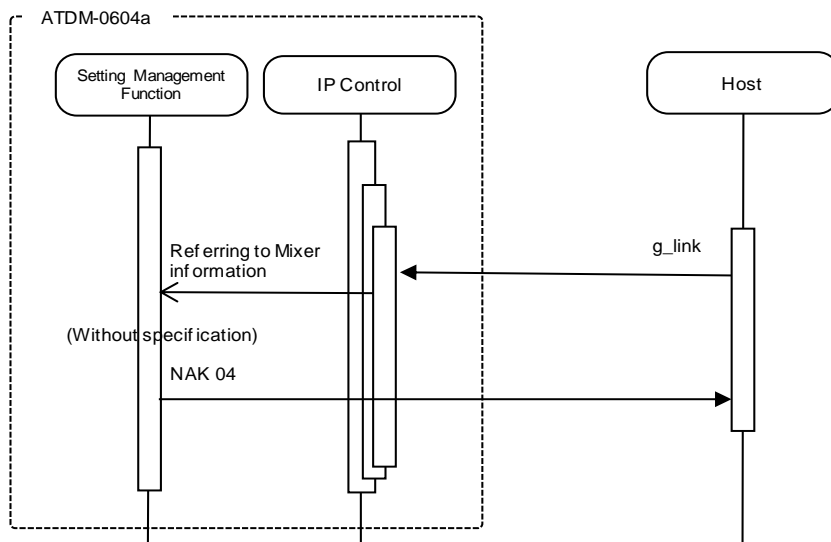 ATDM-0604a
Setting Management
Function
IP Control
Host
g_link
Referring to Mixer
information
(Without specification)
NAK 04